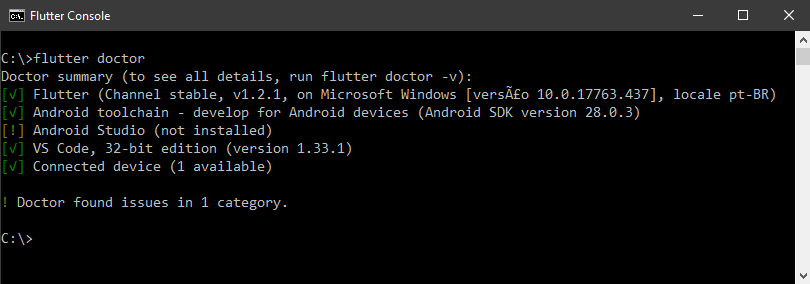 Flutter Console
C:\>flutter doctor
Doctor summary (to see all details, run flutter doctor -v):
[√] Flutter (Channel stable, v1.2.1, on Microsoft Windows [versÃ£o 10.0.17763.437], locale pt-BR)
[√] Android toolchain - develop for Android devices (Android SDK version 28.0.3)
[!] Android Studio (not installed)
[√] VS Code, 32-bit edition (version 1.33.1)
[√] Connected device (1 available)
! Doctor found issues in 1 category.
C:\>